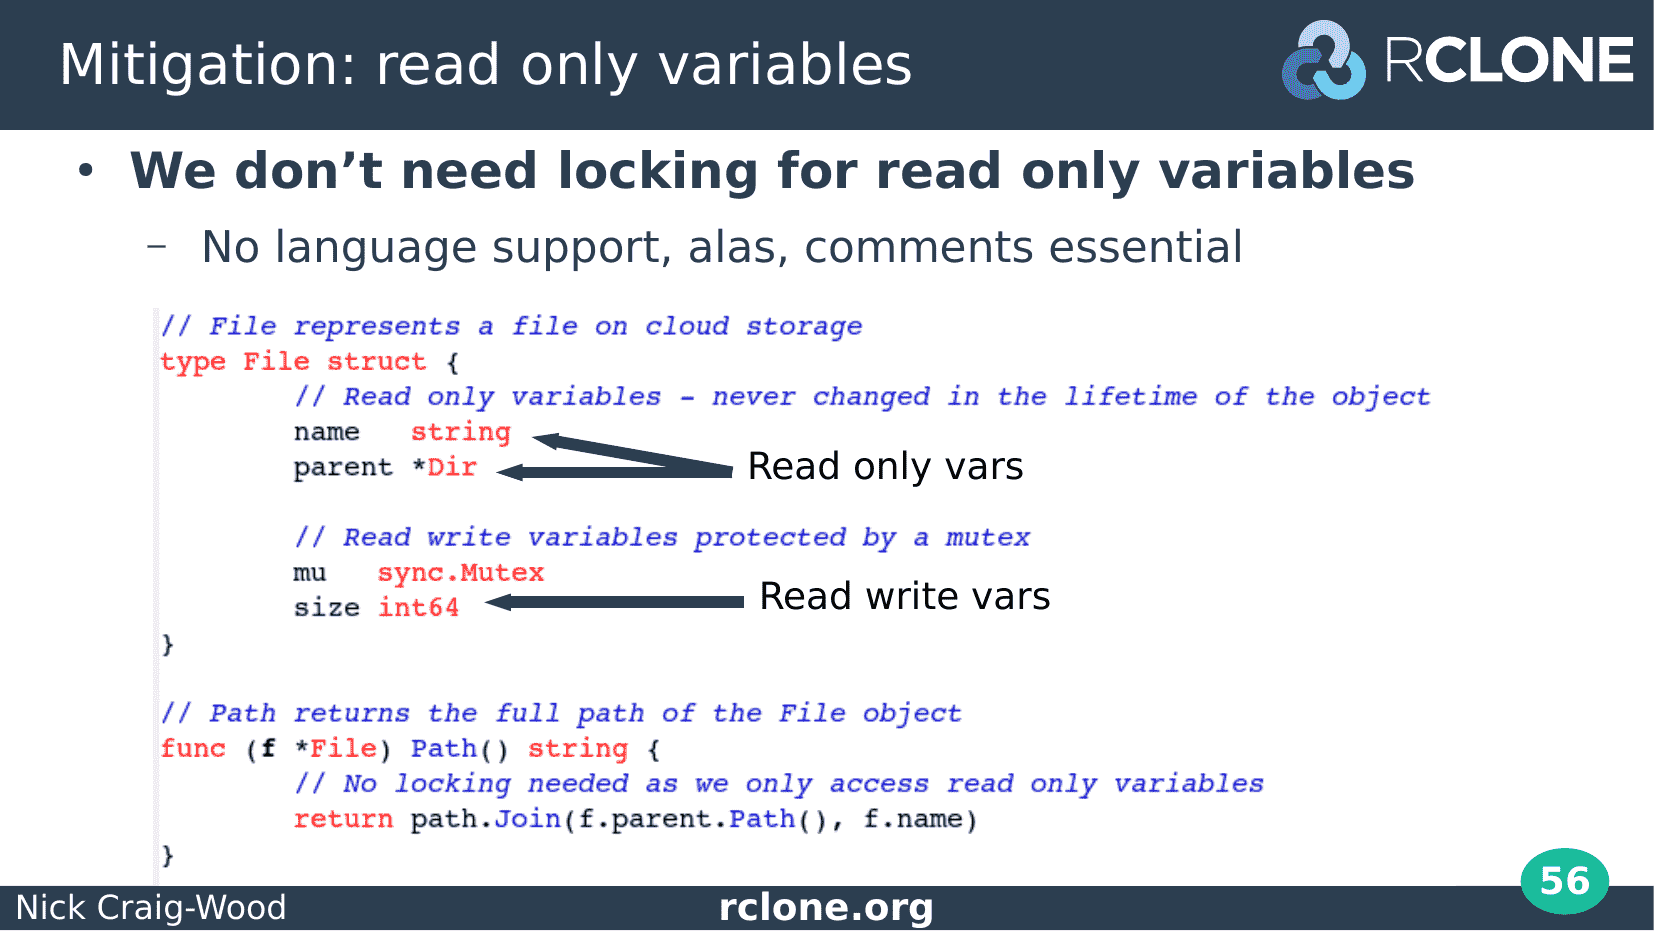 Mitigation: read only variables
RCLONE
• We don’t need locking for read only variables
– No language support, alas, comments essential
// File represents a file on cloud storage
type File struct {
        // Read only variables – never changed in the lifetime of the object
        name   string
        parent *Dir
Read only vars
        // Read write variables protected by a mutex
        mu   sync.Mutex
        size int64
Read write vars
}
// Path returns the full path of the File object
func (f *File) Path() string {
        // No locking needed as we only access read only variables
        return path.Join(f.parent.Path(), f.name)
}
56
Nick Craig-Wood
rclone.org